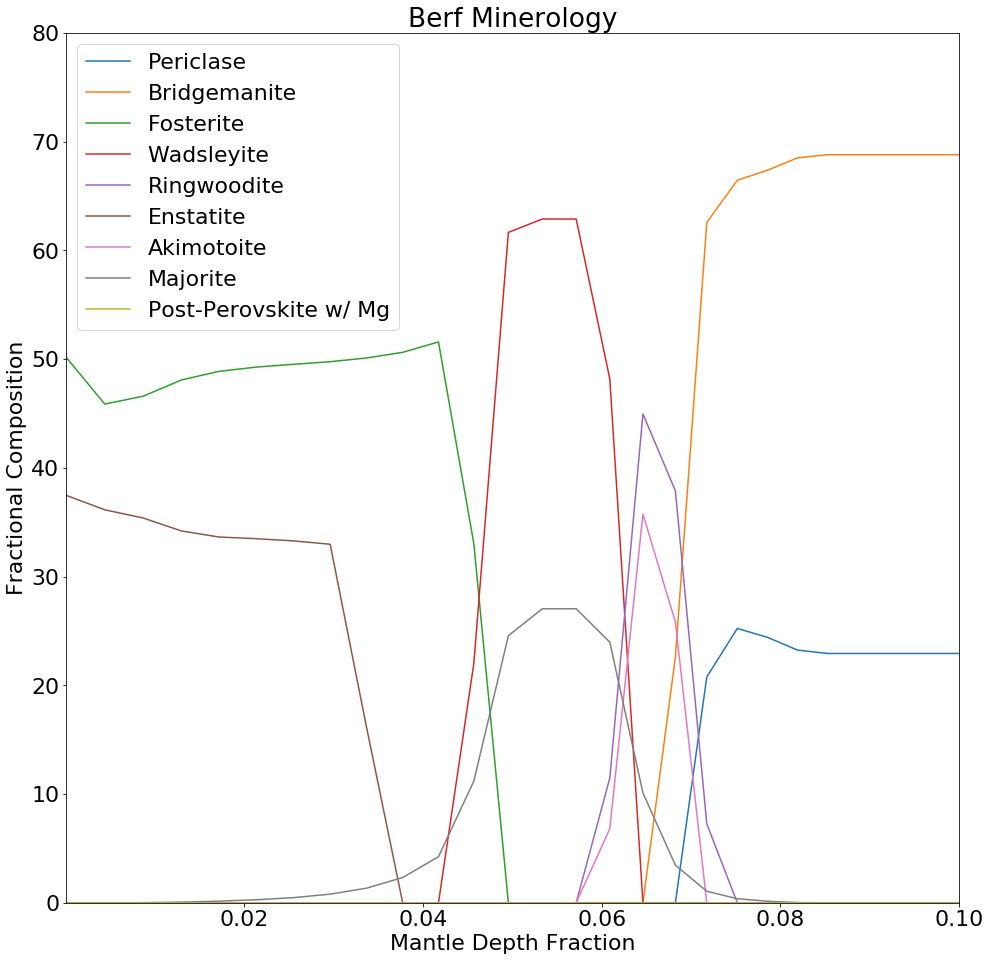 Berf Minerology
Periclase
Bridgemanite
Fosterite
Wadsleyite
Ringwoodite
Enstatite
Akimotoite
Majorite
Post-Perovskite w/ Mg
Fractional Composition
80
70
60
50
40
30
20
10
0
0.02 0.04 0.06 0.08 0.10
Mantle Depth Fraction